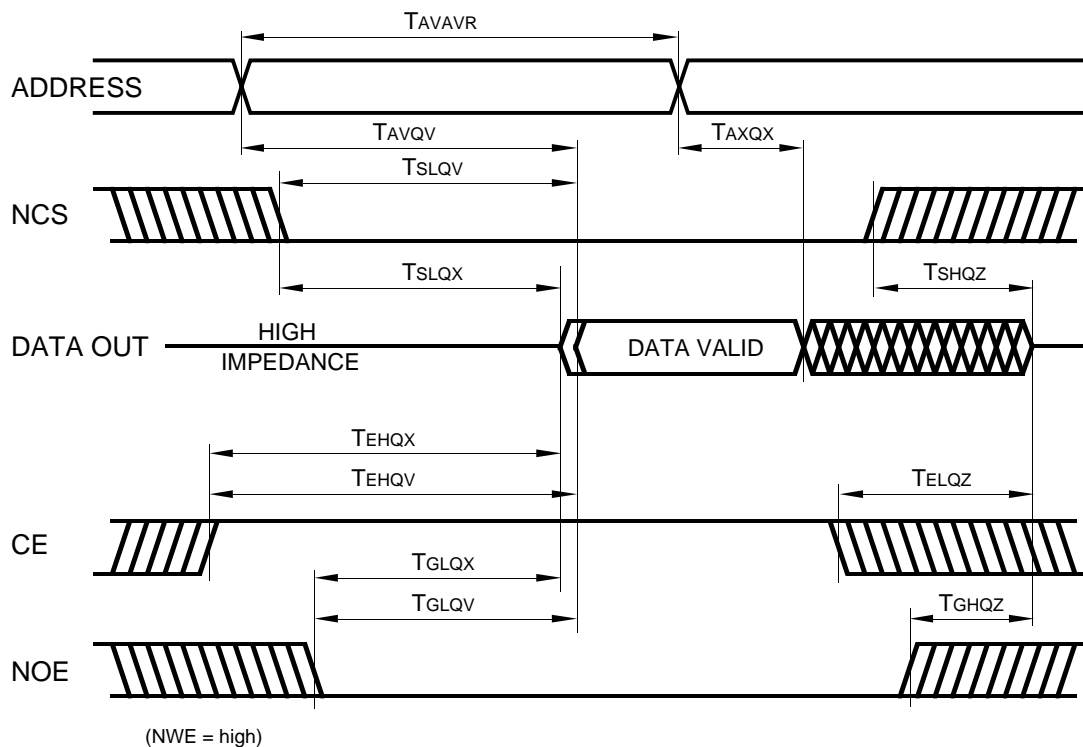 TAVAVR
ADDRESS
TAVQV
TAXQX
TSLQV
NCS
TSLQX
TSHQZ
HIGH
DATA OUT
DATA VALID
IMPEDANCE
TEHQX
TEHQV
TELQZ
CE
TGLQX
TGLQV
TGHQZ
NOE
(NWE = high)